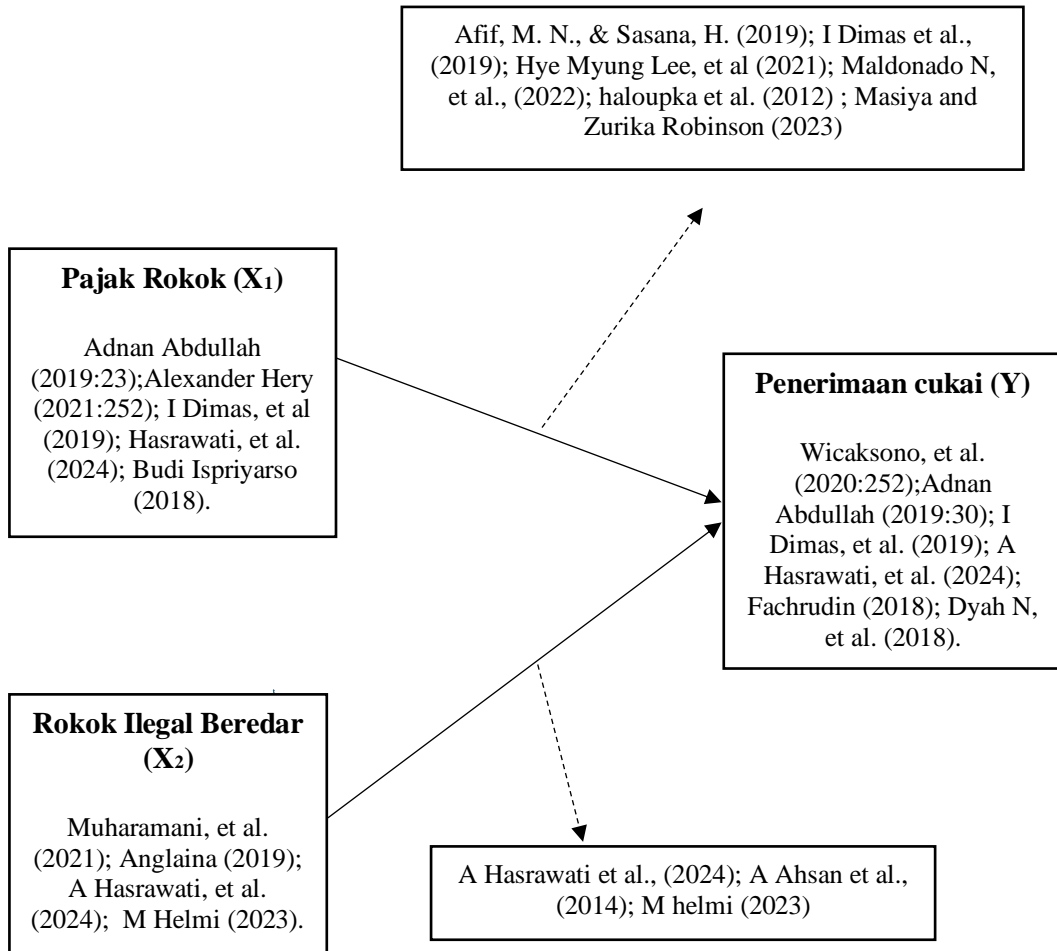 Afif, M. N., & Sasana, H. (2019); I Dimas et al.,
(2019); Hye Myung Lee, et al (2021); Maldonado N,
et al., (2022); haloupka et al. (2012) ; Masiya and
Zurika Robinson (2023)
Pajak Rokok (X₁)
Adnan Abdullah
(2019:23);Alexander Hery
(2021:252); I Dimas, et al
(2019); Hasrawati, et al.
(2024); Budi Ispriyarso
(2018).
Penerimaan cukai (Y)
Wicaksono, et al.
(2020:252);Adnan
Abdullah (2019:30); I
Dimas, et al. (2019); A
Hasrawati, et al. (2024);
Fachrudin (2018); Dyah N,
et al. (2018).
Rokok Ilegal Beredar
(X₂)
Muharamani, et al.
(2021); Anglaina (2019);
A Hasrawati, et al.
(2024); M Helmi (2023).
A Hasrawati et al., (2024); A Ahsan et al.,
(2014); M helmi (2023)